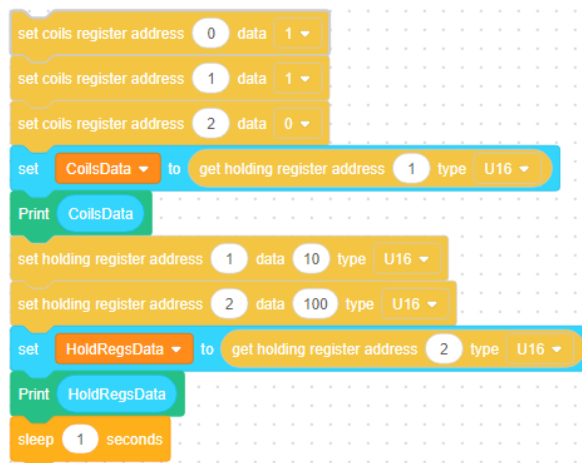 set coils register address 0 data 1
set coils register address 1 data 1
set coils register address 2 data 0
set CoilsData to get holding register address 1 type U16
Print CoilsData
set holding register address 1 data 10 type U16
set holding register address 2 data 100 type U16
set HoldRegsData to get holding register address 2 type U16
Print HoldRegsData
sleep 1 seconds